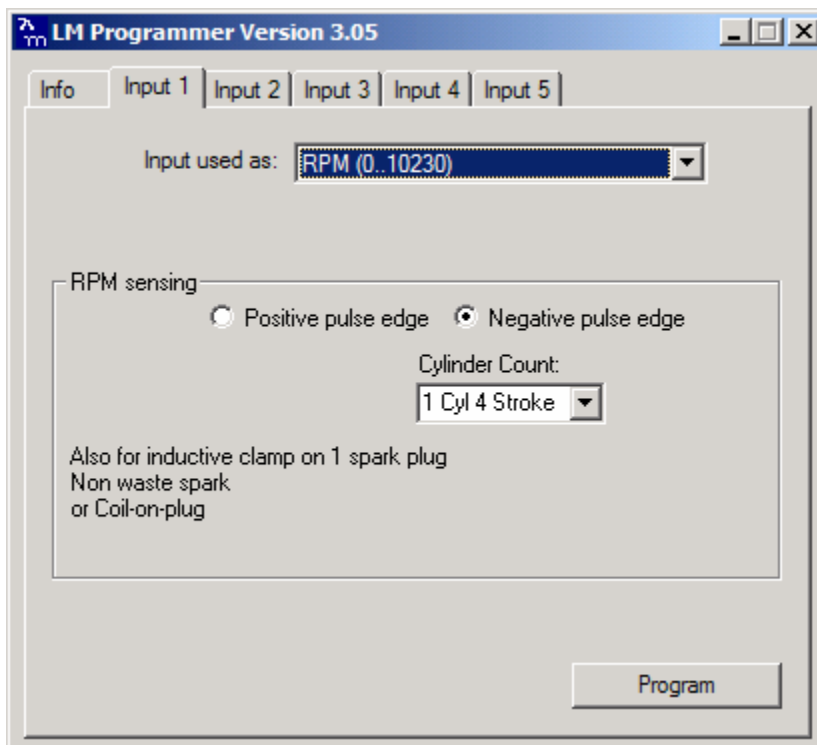 LM Programmer Version 3.05
Info Input 1 Input 2 Input 3 Input 4 Input 5
Input used as: RPM (0..10230)
RPM sensing
Positive pulse edge Negative pulse edge
Cylinder Count:
1 Cyl 4 Stroke
Also for inductive clamp on 1 spark plug
Non waste spark
or Coil-on-plug
Program